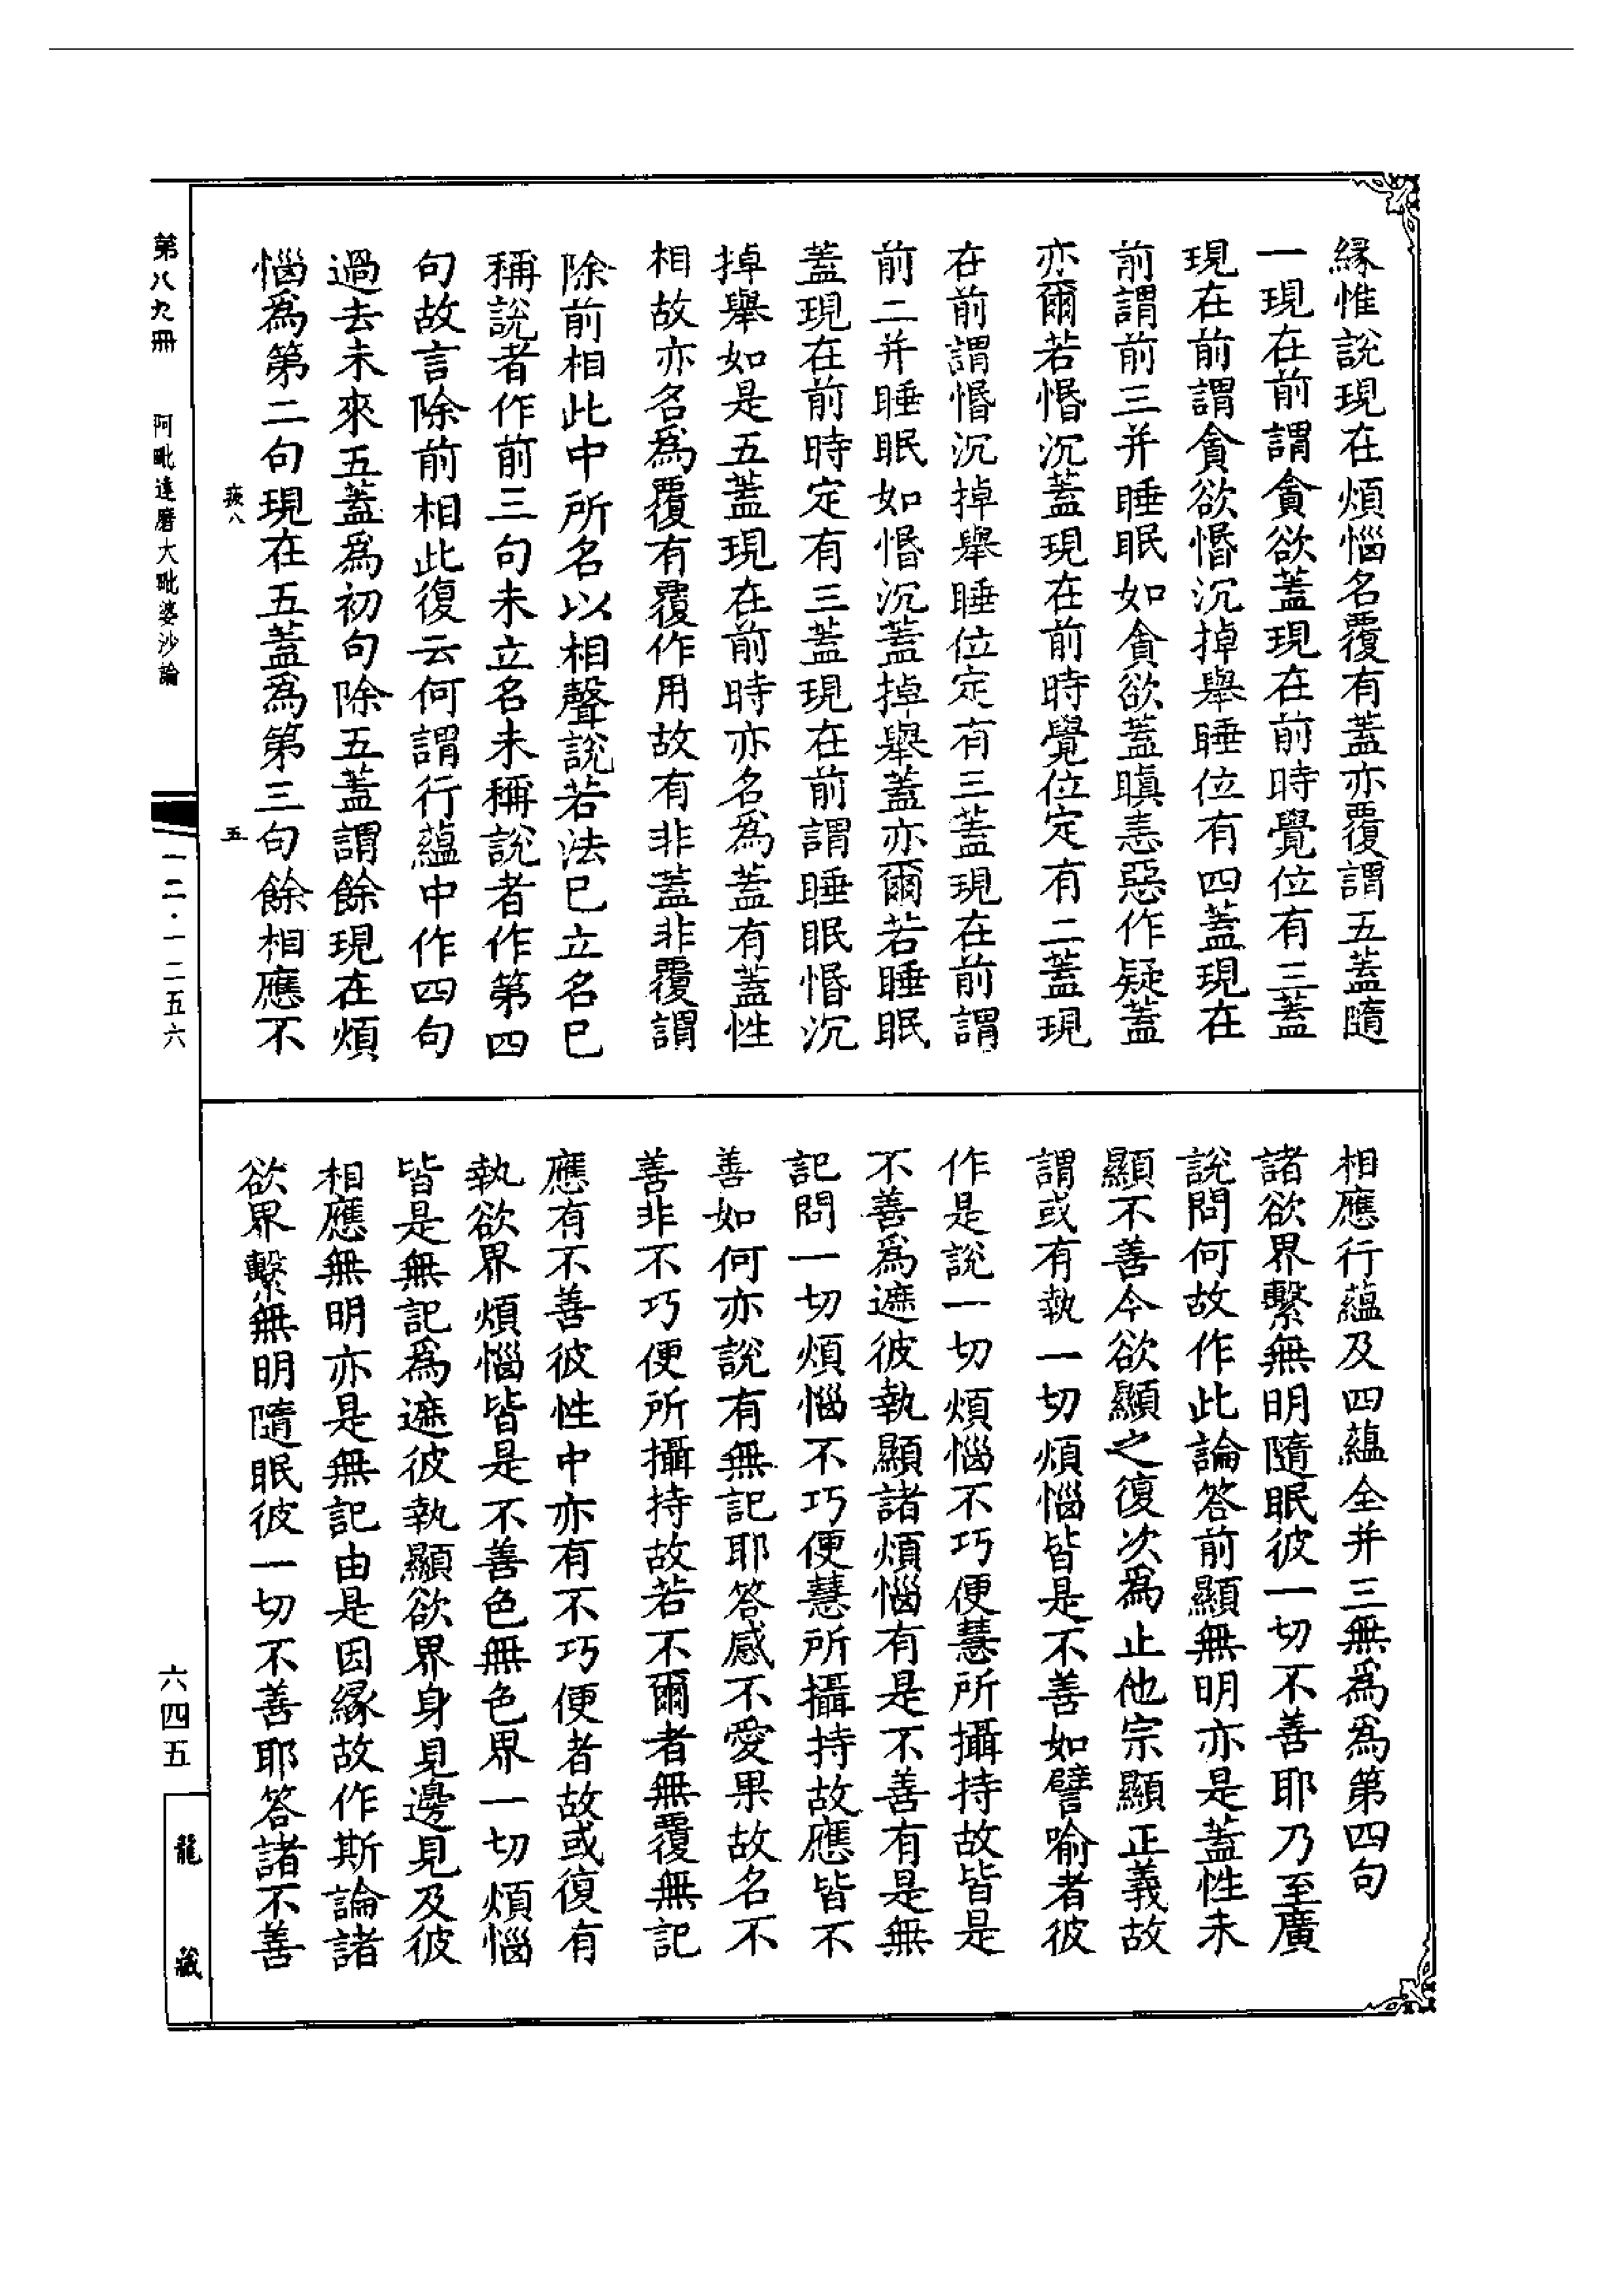 緣惟說現在煩惱名覆有蓋亦覆謂五蓋隨
一現在前謂貪欲蓋現在前時覺位有三蓋
現在前謂貪欲惛沉掉舉睡位有四蓋現在
前謂前三并睡眠如貪欲蓋瞋恚惡作疑蓋
亦爾若惛沉蓋現在前時覺位定有二蓋現
在前謂惛沉掉舉睡位定有三蓋現在前謂
前二并睡眠如惛沉蓋掉舉蓋亦爾若睡眠
蓋現在前時定有三蓋現在前謂睡眠惛沉
掉舉如是五蓋現在前時亦名為蓋有蓋性
相故亦名為覆有覆作用故有非蓋非覆謂
除前相此中所名以相聲說若法已立名已
稱說者作前三句未立名未稱說者作第四
句故言除前相此復云何謂行蘊中作四句
過去未來五蓋為初句除五蓋謂餘現在煩
惱爲第二句現在五蓋為第三句餘相應不
相應行蘊及四蘊全并三無爲爲第四句
諸欲界繫無明隨眠彼一切不善耶乃至廣
說問何故作此論答前顯無明亦是蓋性未
顯不善今欲顯之復次爲止他宗顯正義故
謂或有執一切煩惱皆是不善如譬喻者彼
作是說一切煩惱不巧便慧所攝持故皆是
不善爲遮彼執顯諸煩惱有是不善有是無
記問一切煩惱不巧便慧所攝持故應皆不
善如何亦說有無記耶答感不愛果故名不
善非不巧便所攝持故若不爾者無覆無記
應有不善彼性中亦有不巧便者故或復有
執欲界煩惱皆是不善色無色界一切煩惱
皆是無記爲遮彼執顯欲界身見邊見及彼
相應無明亦是無記由是因緣故作斯論諸
欲界繫無明隨眠彼一切不善耶答諸不善
荻八
五
第八九冊
阿毗達磨大毗婆沙論
一二·一二五六
六四五
龍藏